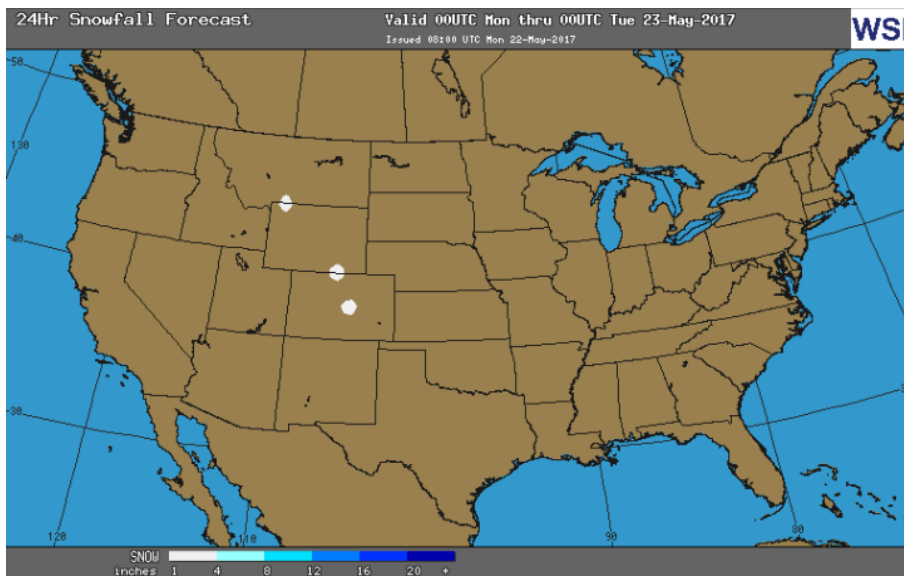 24Hr Snowfall Forecast
Valid 00UTC Mon thru 00UTC Tue 23-May-2017
Issued 08:00 UTC Mon 22-May-2017
WSI
50
130
40
30
120
110
90
80
SNOW
inches 1 4 8 12 16 20 +